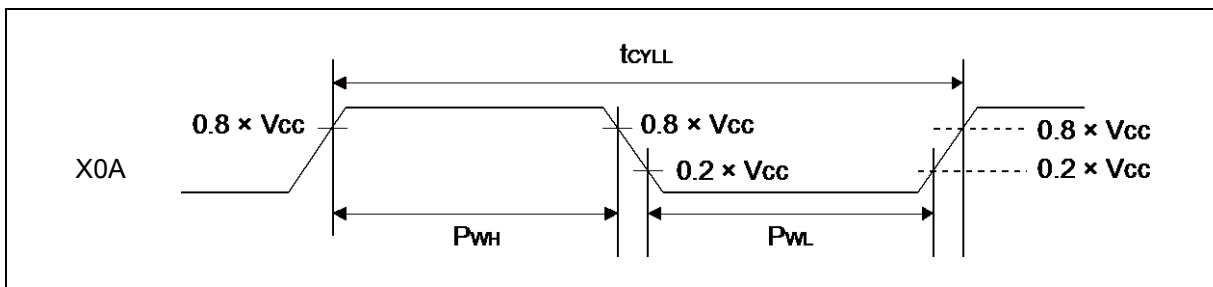 tCYLL
0.8 × Vcc
0.8 × Vcc
0.8 × Vcc
X0A
0.2 × Vcc
0.2 × Vcc
PWH
PWL